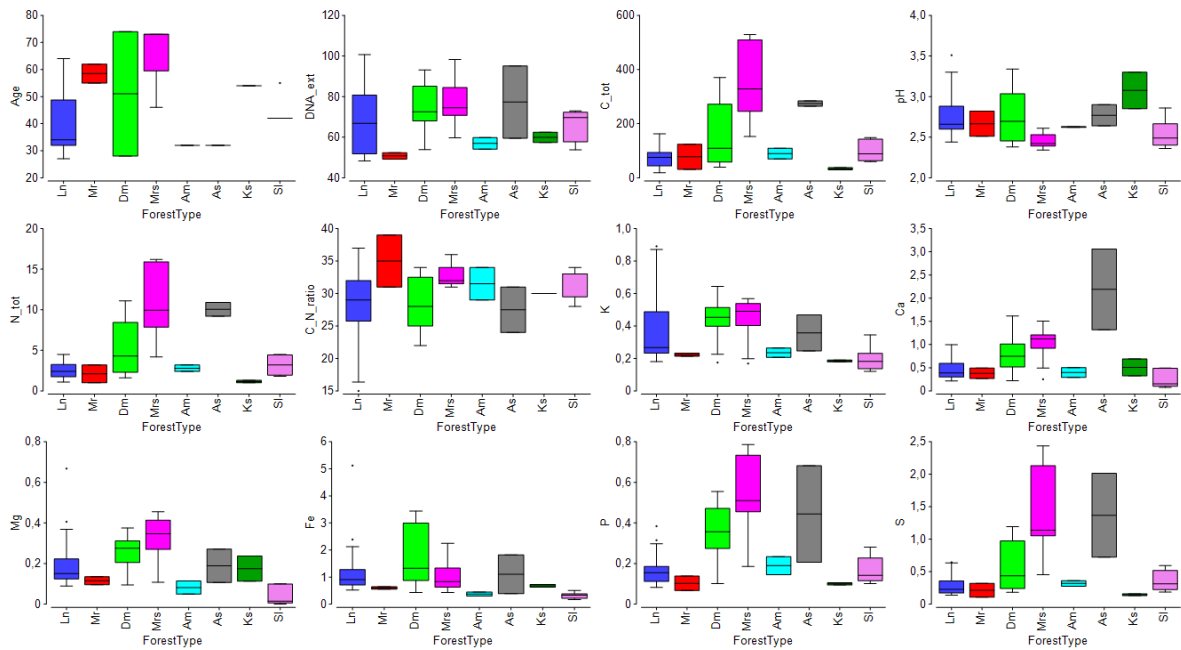 80
70
60
50
40
30
20
Age
Ln
Mr
Dm
Mrs
Am
As
Ks
Sl
ForestType
120
100
80
60
40
DNA_ext
Ln
Mr
Dm
Mrs
Am
As
Ks
Sl
ForestType
600
400
200
0
C_tot
Ln
Mr
Dm
Mrs
Am
As
Ks
Sl
ForestType
4,0
3,5
3,0
2,5
2,0
pH
Ln
Mr
Dm
Mrs
Am
As
Ks
Sl
ForestType
20
15
10
5
0
N_tot
Ln
Mr
Dm
Mrs
Am
As
Ks
Sl
ForestType
40
35
30
25
20
15
C_N_ratio
Ln
Mr
Dm
Mrs
Am
As
Ks
Sl
ForestType
1,0
0,8
0,6
0,4
0,2
0
K
Ln
Mr
Dm
Mrs
Am
As
Ks
Sl
ForestType
3,5
3,0
2,5
2,0
1,5
1,0
0,5
0
Ca
Ln
Mr
Dm
Mrs
Am
As
Ks
Sl
ForestType
0,8
0,6
0,4
0,2
0
Mg
Ln
Mr
Dm
Mrs
Am
As
Ks
Sl
ForestType
6
5
4
3
2
1
0
Fe
Ln
Mr
Dm
Mrs
Am
As
Ks
Sl
ForestType
0,8
0,6
0,4
0,2
0
P
Ln
Mr
Dm
Mrs
Am
As
Ks
Sl
ForestType
2,5
2,0
1,5
1,0
0,5
0
S
Ln
Mr
Dm
Mrs
Am
As
Ks
Sl
ForestType